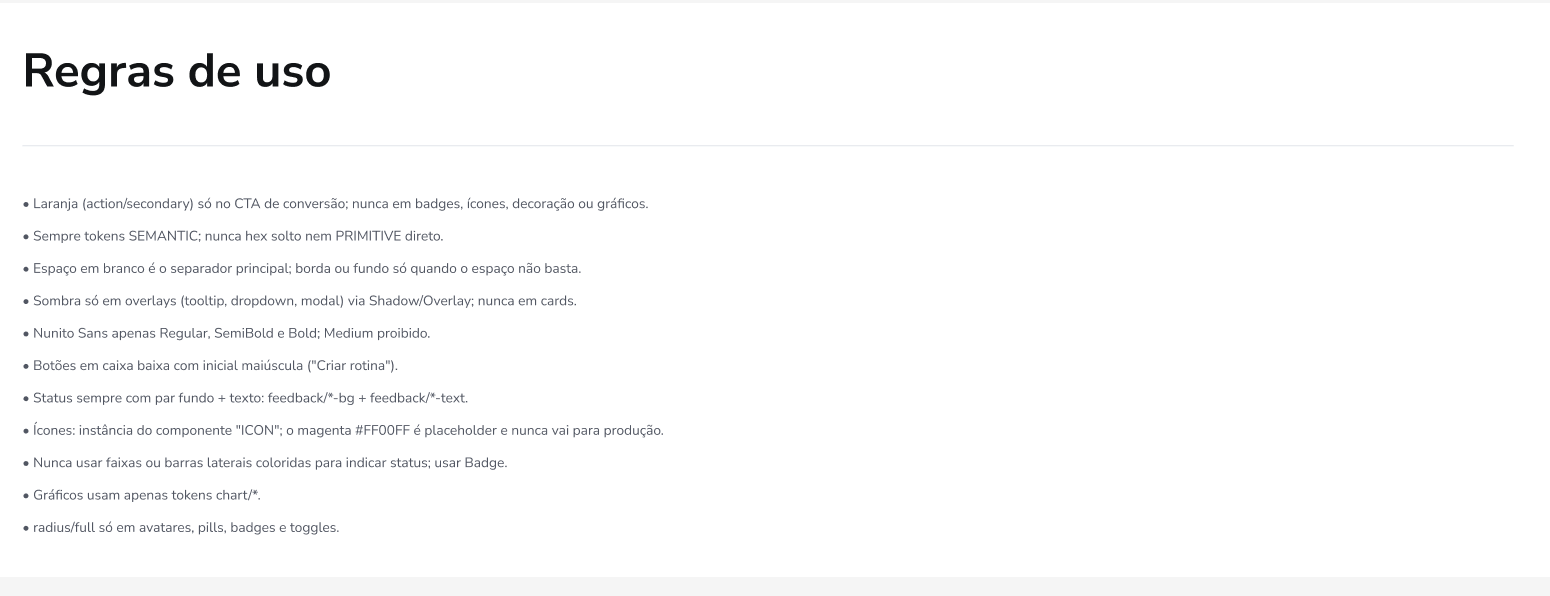 Regras de uso
• Laranja (action/secondary) só no CTA de conversão; nunca em badges, ícones, decoração ou gráficos.
• Sempre tokens SEMANTIC; nunca hex solto nem PRIMITIVE direto.
• Espaço em branco é o separador principal; borda ou fundo só quando o espaço não basta.
• Sombra só em overlays (tooltip, dropdown, modal) via Shadow/Overlay; nunca em cards.
• Nunito Sans apenas Regular, SemiBold e Bold; Medium proibido.
• Botões em caixa baixa com inicial maiúscula ("Criar rotina").
• Status sempre com par fundo + texto: feedback/*-bg + feedback/*-text.
• Ícones: instância do componente "ICON"; o magenta #FF00FF é placeholder e nunca vai para produção.
• Nunca usar faixas ou barras laterais coloridas para indicar status; usar Badge.
• Gráficos usam apenas tokens chart/*.
• radius/full só em avatares, pills, badges e toggles.